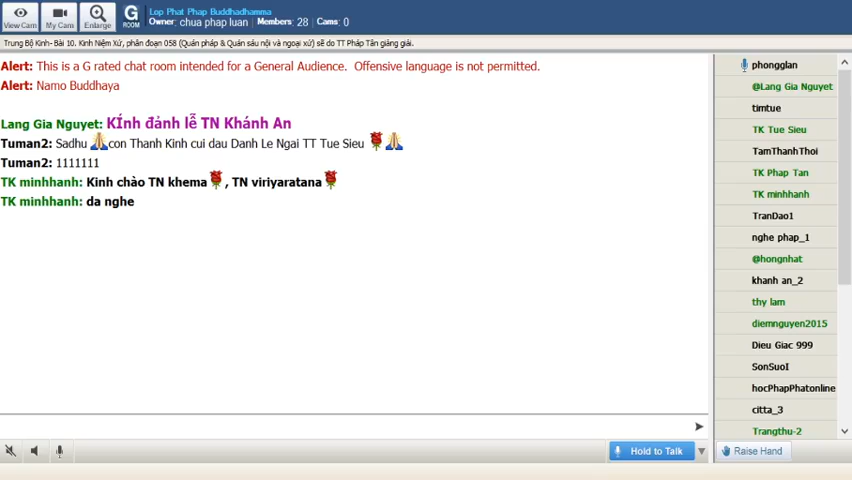 View Cam
My Cam
Enlarge
G
ROOM
Lop Phat Phap Buddhadhamma
Owner: chua phap luan Members: 28 Cams: 0
Trung Bộ Kinh- Bài 10. Kinh Niệm Xứ, phân đoạn 058 (Quán pháp & Quán sáu nội và ngoại xứ) sẽ do TT Pháp Tân giảng giải.
Alert: This is a G rated chat room intended for a General Audience. Offensive language is not permitted.
Alert: Namo Buddhaya
Lang Gia Nguyet: KÍnh đảnh lễ TN Khánh An
Tuman2: Sadhu con Thanh Kinh cui dau Danh Le Ngai TT Tue Sieu
Tuman2: 1111111
TK minhhanh: Kinh chào TN khema , TN viriyaratana
TK minhhanh: da nghe
phongglan
@Lang Gia Nguyet
timtue
TK Tue Sieu
TamThanhThoi
TK Phap Tan
TK minhhanh
TranDao1
nghe phap_1
@hongnhat
khanh an_2
thy lam
diemnguyen2015
Dieu Giac 999
SonSuoI
hocPhapPhatonline
citta_3
Trangthu-2
Hold to Talk
Raise Hand